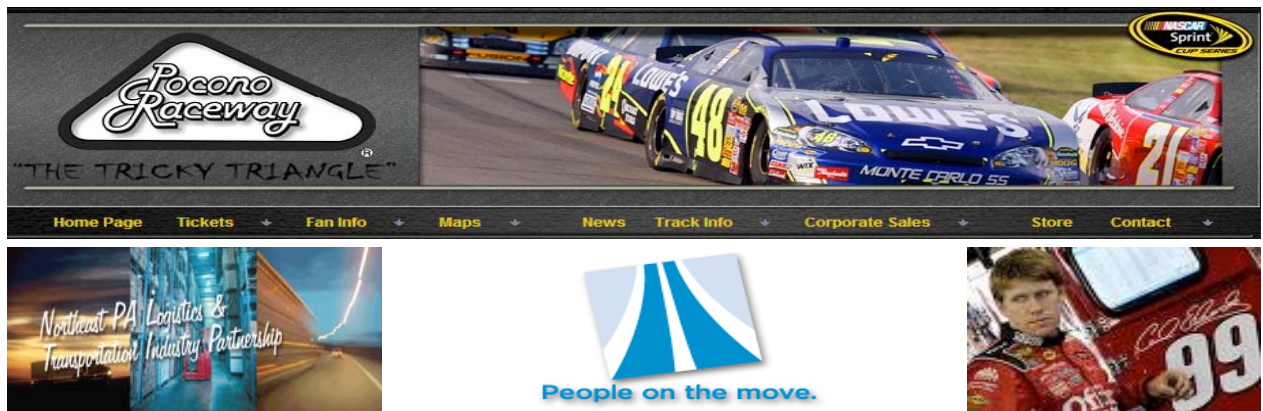 NASCAR
Sprint
CUP SERIES
Pocono
Raceway
®
"THE TRICKY TRIANGLE"
24
LOWE'S
48
LOWE'S
48
MONTE CARLO SS
WIX
21
Home Page Tickets Fan Info Maps News Track Info Corporate Sales Store Contact
Northeast PA Logistics &
Transportation Industry Partnership
People on the move.
99